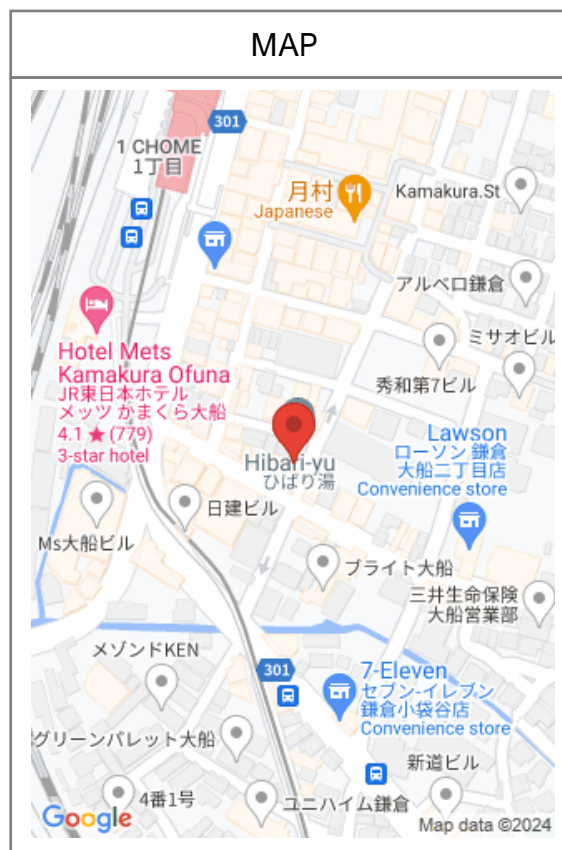 MAP
301
1 CHOME
1丁目
月村
Japanese
Kamakura.St
アルベロ鎌倉
ミサオビル
秀和第7ビル
Hotel Mets
Kamakura Ofuna
JR東日本ホテル
メッツ かまくら大船
4.1 ★ (779)
3-star hotel
Hibari-yu
ひばり湯
Lawson
ローソン 鎌倉
大船二丁目店
Convenience store
日建ビル
Ms大船ビル
ブライト大船
三井生命保険
大船営業部
メゾンドKEN
301
7-Eleven
セブン-イレブン
鎌倉小袋谷店
Convenience store
グリーンパレット大船
新道ビル
4番1号
ユニハイム鎌倉
Google
Map data ©2024